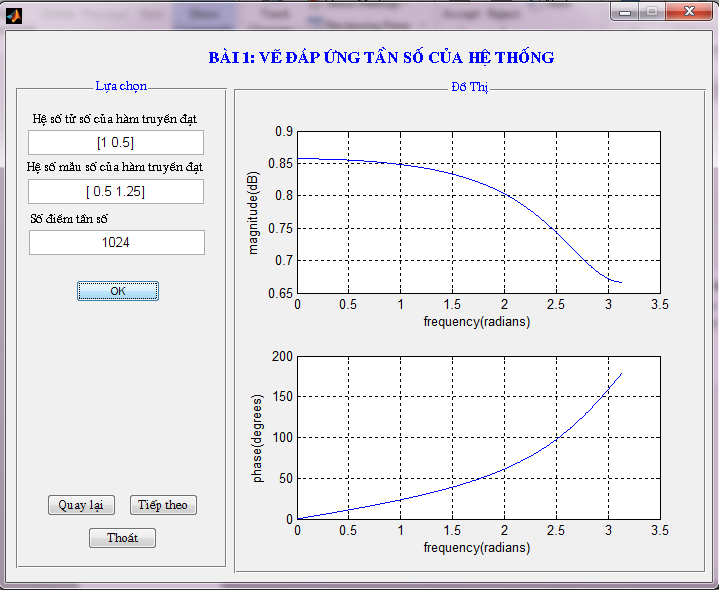 BÀI 1: VẼ ĐÁP ỨNG TẦN SỐ CỦA HỆ THỐNG
Lựa chọn
Hệ số tử số của hàm truyền đạt
[1 0.5]
Hệ số mẫu số của hàm truyền đạt
[ 0.5 1.25]
Số điểm tần số
1024
OK
Quay lại
Tiếp theo
Thoát
Đồ Thị
0.9
0.85
0.8
0.75
0.7
0.65
magnitude(dB)
0 0.5 1 1.5 2 2.5 3 3.5
frequency(radians)
200
150
100
50
0
phase(degrees)
0 0.5 1 1.5 2 2.5 3 3.5
frequency(radians)